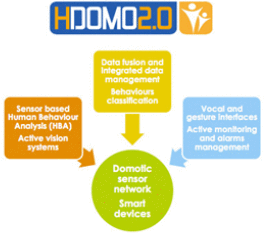 HDOMO2.0
Data fusion and
integrated data
management
Behaviours
classification
Sensor based
Human Behaviour
Analysis (HBA)
Active vision
systems
Vocal and
gesture interfaces
Active monitoring
and alarms
management
Domotic
sensor
network
Smart
devices